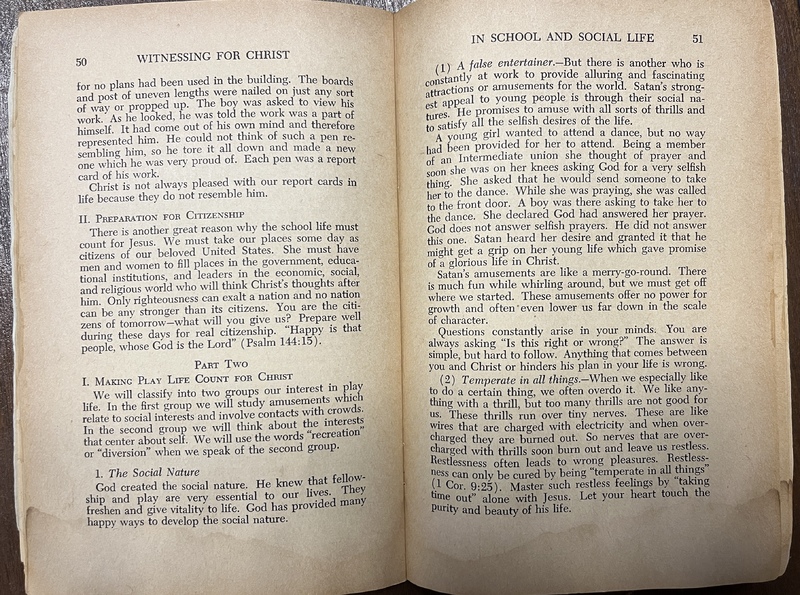 50 WITNESSING FOR CHRIST
for no plans had been used in the building. The boards
and post of uneven lengths were nailed on just any sort
of way or propped up. The boy was asked to view his
work. As he looked, he was told the work was a part of
himself. It had come out of his own mind and therefore
represented him. He could not think of such a pen re-
sembling him, so he tore it all down and made a new
one which he was very proud of. Each pen was a report
card of his work.
Christ is not always pleased with our report cards in
life because they do not resemble him.
II. PREPARATION FOR CITIZENSHIP
There is another great reason why the school life must
count for Jesus. We must take our places some day as
citizens of our beloved United States. She must have
men and women to fill places in the government, educa-
tional institutions, and leaders in the economic, social,
and religious world who will think Christ's thoughts after
him. Only righteousness can exalt a nation and no nation
can be any stronger than its citizens. You are the citi-
zens of tomorrow—what will you give us? Prepare well
during these days for real citizenship. "Happy is that
people, whose God is the Lord" (Psalm 144:15).
PART TWO
I. MAKING PLAY LIFE COUNT FOR CHRIST
We will classify into two groups our interest in play
life. In the first group we will study amusements which
relate to social interests and involve contacts with crowds.
In the second group we will think about the interests
that center about self. We will use the words "recreation"
or "diversion" when we speak of the second group.
1. The Social Nature
God created the social nature. He knew that fellow-
ship and play are very essential to our lives. They
freshen and give vitality to life. God has provided many
happy ways to develop the social nature.
IN SCHOOL AND SOCIAL LIFE 51
(1) A false entertainer.—But there is another who is
constantly at work to provide alluring and fascinating
attractions or amusements for the world. Satan's strong-
est appeal to young people is through their social na-
tures. He promises to amuse with all sorts of thrills and
to satisfy all the selfish desires of the life.
A young girl wanted to attend a dance, but no way
had been provided for her to attend. Being a member
of an Intermediate union she thought of prayer and
soon she was on her knees asking God for a very selfish
thing. She asked that he would send someone to take
her to the dance. While she was praying, she was called
to the front door. A boy was there asking to take her to
the dance. She declared God had answered her prayer.
God does not answer selfish prayers. He did not answer
this one. Satan heard her desire and granted it that he
might get a grip on her young life which gave promise
of a glorious life in Christ.
Satan's amusements are like a merry-go-round. There
is much fun while whirling around, but we must get off
where we started. These amusements offer no power for
growth and often even lower us far down in the scale
of character.
Questions constantly arise in your minds. You are
always asking "Is this right or wrong?" The answer is
simple, but hard to follow. Anything that comes between
you and Christ or hinders his plan in your life is wrong.
(2) Temperate in all things.—When we especially like
to do a certain thing, we often overdo it. We like any-
thing with a thrill, but too many thrills are not good for
us. These thrills run over tiny nerves. These are like
wires that are charged with electricity and when over-
charged they are burned out. So nerves that are over-
charged with thrills soon burn out and leave us restless.
Restlessness often leads to wrong pleasures. Restless-
ness can only be cured by being "temperate in all things"
(1 Cor. 9:25). Master such restless feelings by "taking
time out" alone with Jesus. Let your heart touch the
purity and beauty of his life.